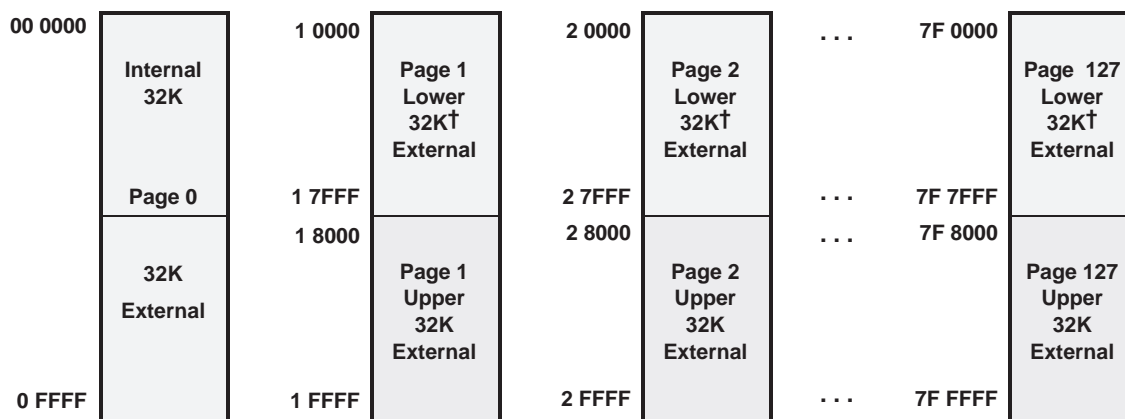 00 0000
Internal
32K
Page 0
32K
External
0 FFFF
1 0000
Page 1
Lower
32K†
External
1 7FFF
1 8000
Page 1
Upper
32K
External
1 FFFF
2 0000
Page 2
Lower
32K†
External
2 7FFF
2 8000
Page 2
Upper
32K
External
2 FFFF
. . .
. . .
. . .
. . .
7F 0000
Page 127
Lower
32K†
External
7F 7FFF
7F 8000
Page 127
Upper
32K
External
7F FFFF